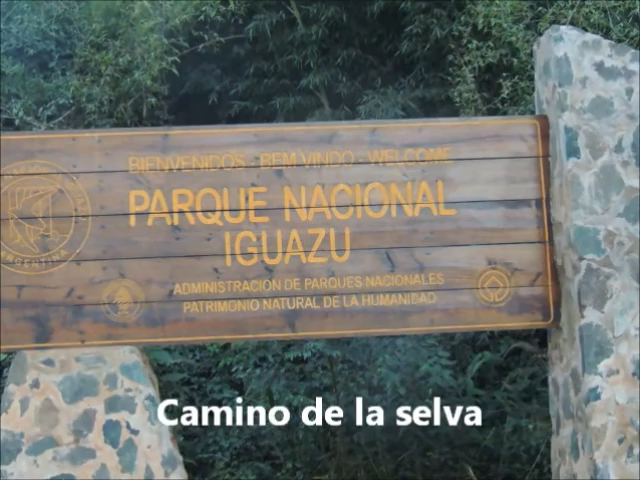 BIENVENIDOS - BEM VINDO - WELCOME
PARQUE NACIONAL
IGUAZU
ARGENTINA
ADMINISTRACION DE PARQUES NACIONALES
PATRIMONIO NATURAL DE LA HUMANIDAD
Camino de la selva